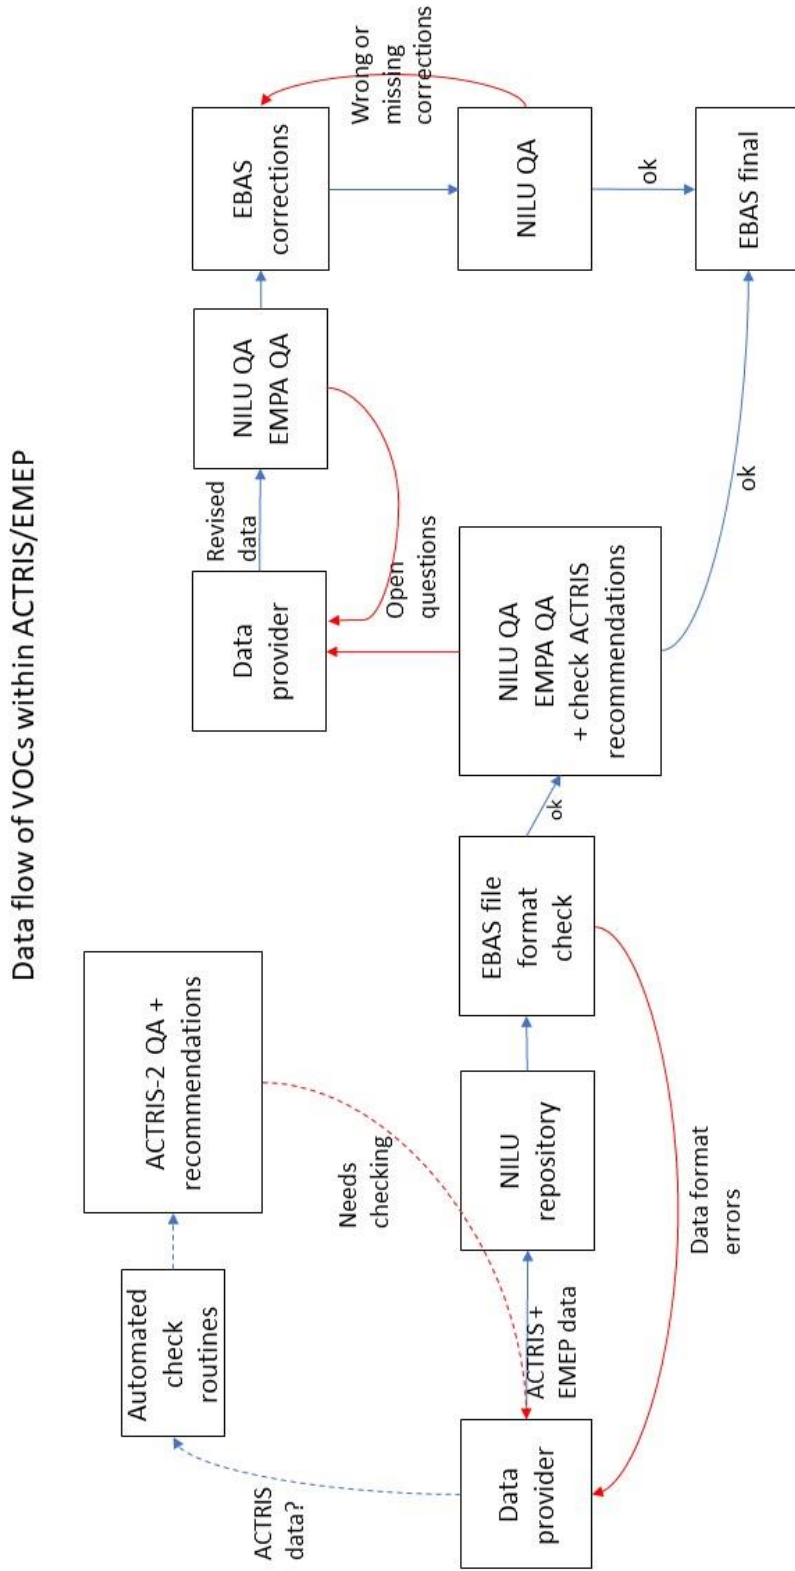 Data flow of VOCs within ACTRIS/EMEP
ACTRIS
data?
Automated
check
routines
ACTRIS-2 QA +
recommendations
Needs
checking
Data
provider
ACTRIS +
EMEP data
NILU
repository
EBAS file
format
check
Data format
errors
ok
NILU QA
EMPA QA
+ check ACTRIS
recommendations
ok
Open
questions
Data
provider
Revised
data
NILU QA
EMPA QA
EBAS
corrections
Wrong or
missing
corrections
NILU QA
ok
EBAS final